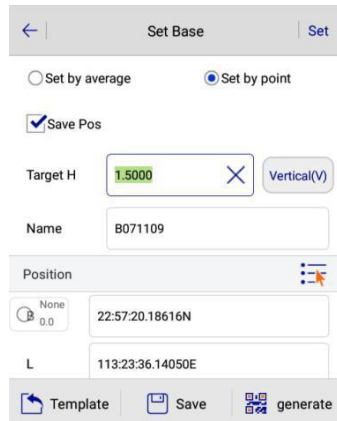 Set Base
Set
Set by average
Set by point
Save Pos
Target H
1.5000
Vertical(V)
Name
B071109
Position
B
None
0.0
22:57:20.18616N
L
113:23:36.14050E
Template
Save
generate